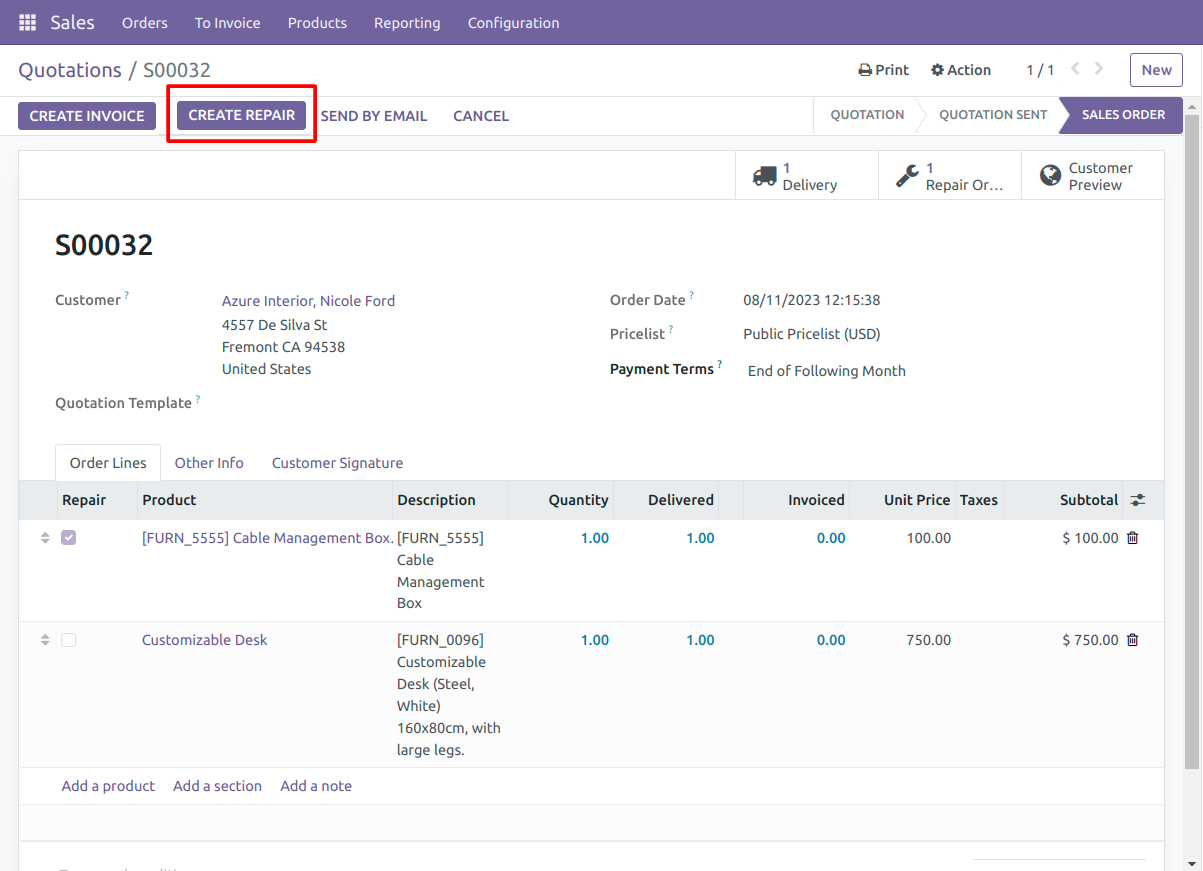 Sales Orders To Invoice Products Reporting Configuration
Quotations / S00032 Print Action 1 / 1 New
CREATE INVOICE CREATE REPAIR SEND BY EMAIL CANCEL QUOTATION QUOTATION SENT SALES ORDER
1 Delivery
1 Repair Or...
Customer Preview
S00032
Customer ? Azure Interior, Nicole Ford
4557 De Silva St
Fremont CA 94538
United States
Quotation Template ?
Order Date ? 08/11/2023 12:15:38
Pricelist ? Public Pricelist (USD)
Payment Terms ? End of Following Month
Order Lines Other Info Customer Signature
Repair Product Description Quantity Delivered Invoiced Unit Price Taxes Subtotal
[FURN_5555] Cable Management Box. [FURN_5555] 1.00 1.00 0.00 100.00 $ 100.00
Cable
Management
Box
Customizable Desk [FURN_0096] 1.00 1.00 0.00 750.00 $ 750.00
Customizable
Desk (Steel,
White)
160x80cm, with
large legs.
Add a product Add a section Add a note